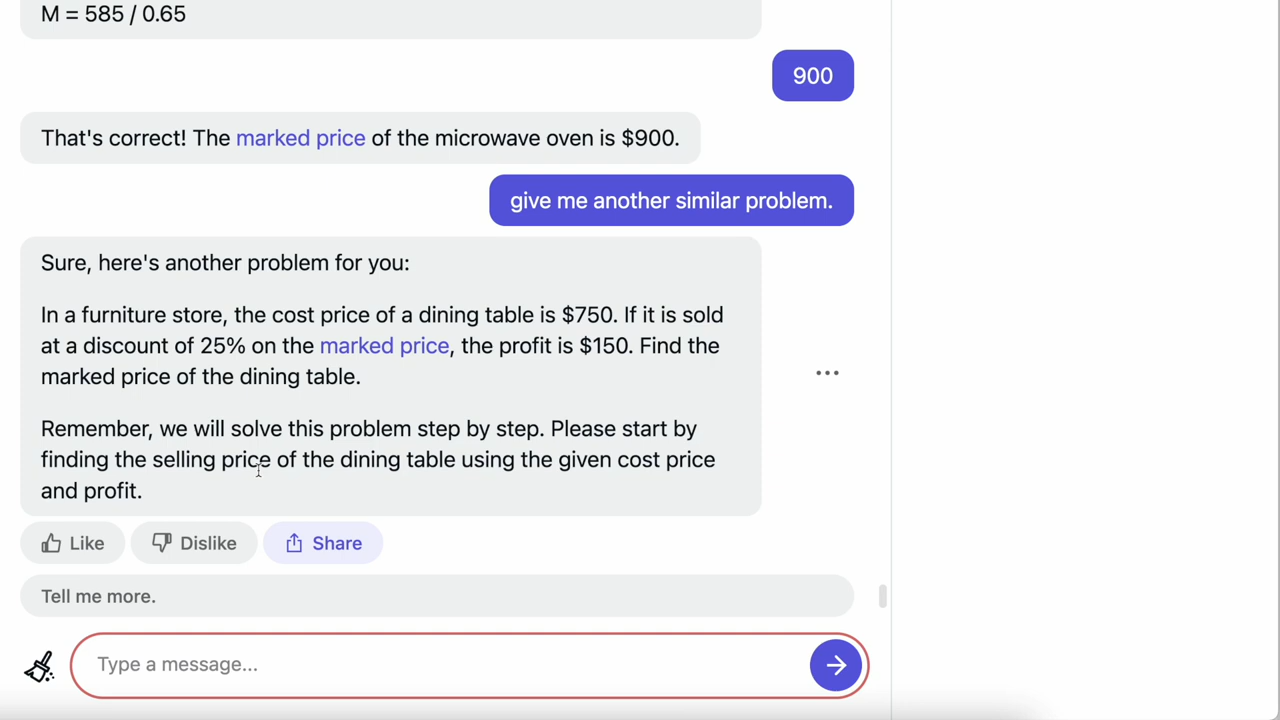 M = 585 / 0.65
900
That's correct! The marked price of the microwave oven is $900.
give me another similar problem.
Sure, here's another problem for you:
In a furniture store, the cost price of a dining table is $750. If it is sold
at a discount of 25% on the marked price, the profit is $150. Find the
marked price of the dining table.
Remember, we will solve this problem step by step. Please start by
finding the selling price of the dining table using the given cost price
and profit.
Like
Dislike
Share
Tell me more.
Type a message...